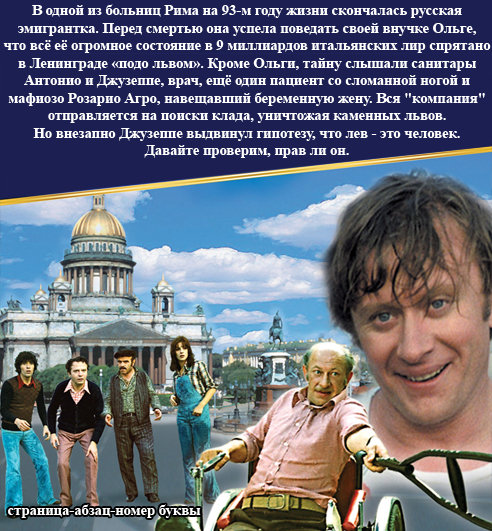 В одной из больниц Рима на 93-м году жизни скончалась русская
эмигрантка. Перед смертью она успела поведать своей внучке Ольге,
что всё её огромное состояние в 9 миллиардов итальянских лир спрятано
в Ленинграде «подо львом». Кроме Ольги, тайну слышали санитары
Антонио и Джузеппе, врач, ещё один пациент со сломанной ногой и
мафиозо Розарио Агро, навещавший беременную жену. Вся "компания"
отправляется на поиски клада, уничтожая каменных львов.
Но внезапно Джузеппе выдвинул гипотезу, что лев - это человек.
Давайте проверим, прав ли он.
страница-абзац-номер буквы